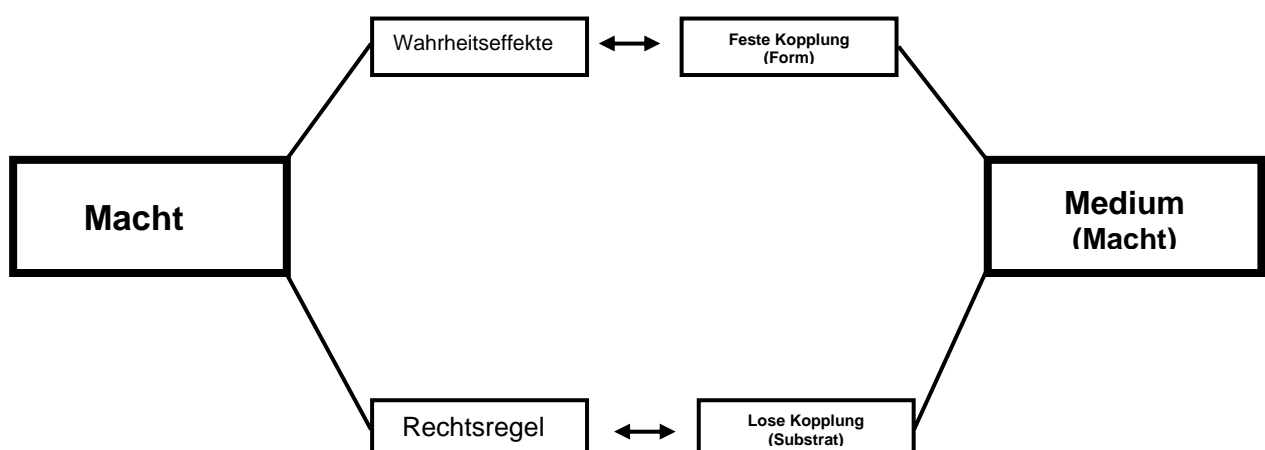 Wahrheitseffekte
Feste Kopplung
(Form)
Macht
Medium
(Macht)
Rechtsregel
Lose Kopplung
(Substrat)